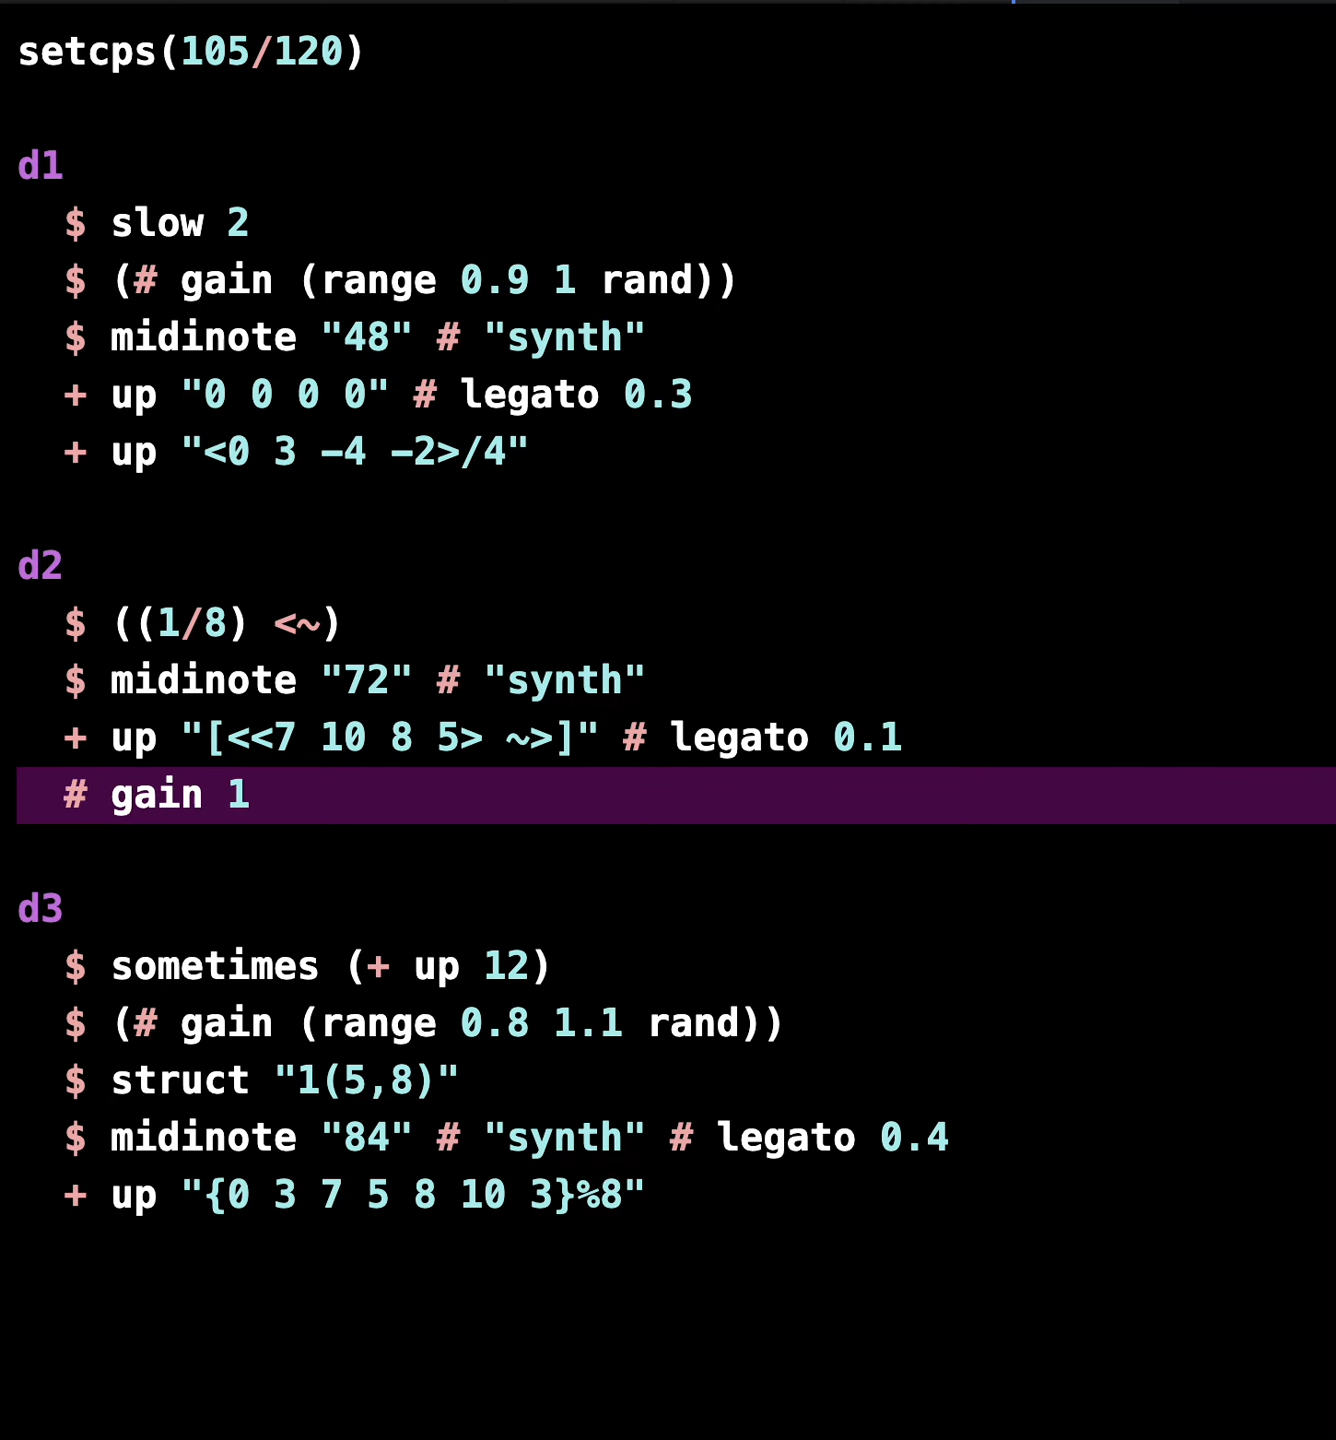 setcps(105/120)
d1
$ slow 2
$ (# gain (range 0.9 1 rand))
$ midinote "48" # "synth"
+ up "0 0 0 0" # legato 0.3
+ up "<0 3 -4 -2>/4"
d2
$ ((1/8) <~)
$ midinote "72" # "synth"
+ up "[<<7 10 8 5> ~>]" # legato 0.1
# gain 1
d3
$ sometimes (+ up 12)
$ (# gain (range 0.8 1.1 rand))
$ struct "1(5,8)"
$ midinote "84" # "synth" # legato 0.4
+ up "{0 3 7 5 8 10 3}%8"